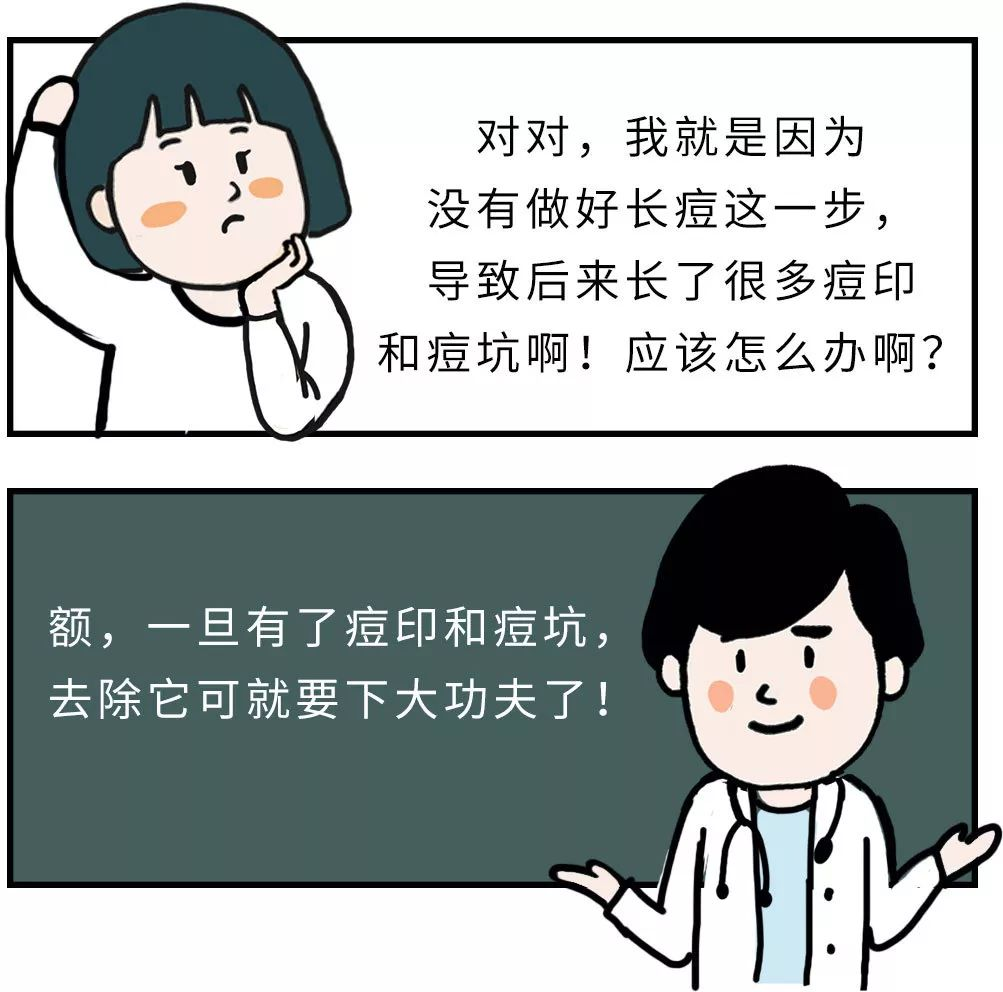 对对，我就是因为
没有做好长痘这一步，
导致后来长了很多痘印
和痘坑啊！应该怎么办啊？
额，一旦有了痘印和痘坑，
去除它可就要下大功夫了！